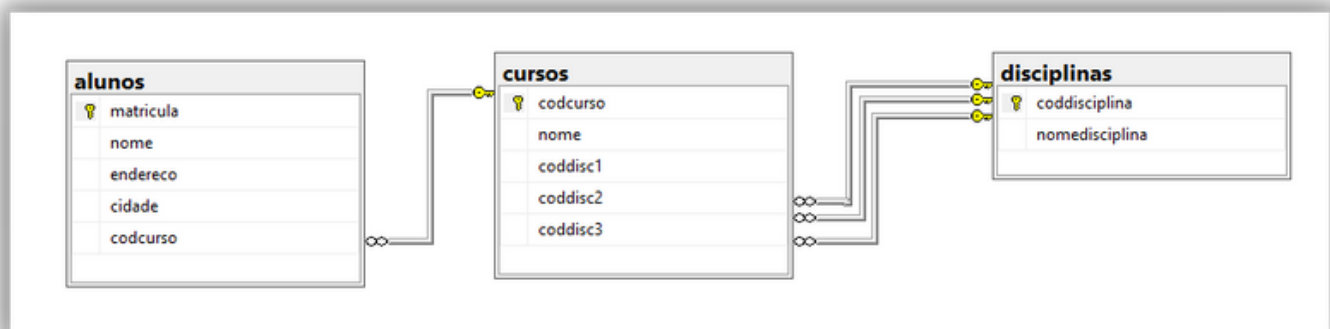 alunos
matricula
nome
endereco
cidade
codcurso
cursos
codcurso
nome
coddisc1
coddisc2
coddisc3
disciplinas
coddisciplina
nomedisciplina